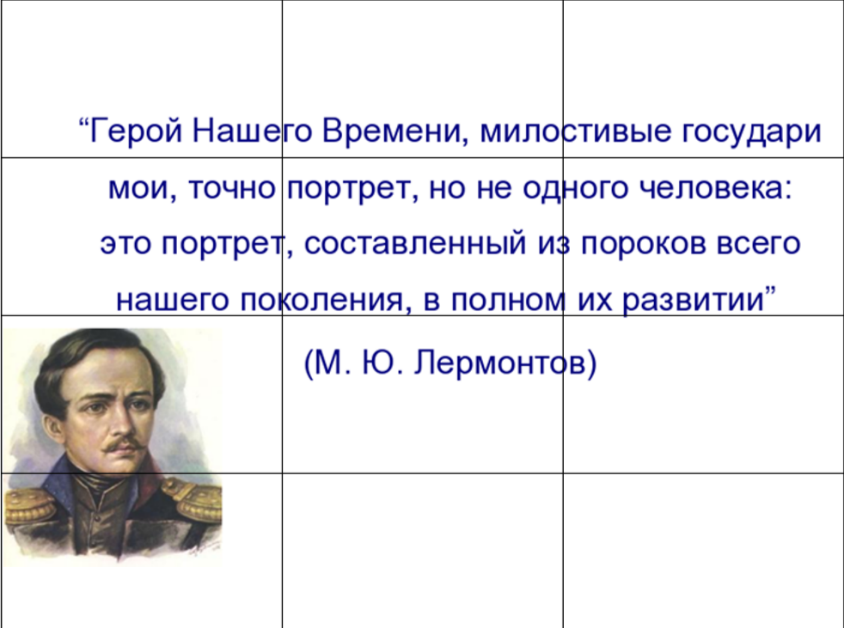 “Герой Нашего Времени, милостивые государи
мои, точно портрет, но не одного человека:
это портрет, составленный из пороков всего
нашего поколения, в полном их развитии”
(М. Ю. Лермонтов)